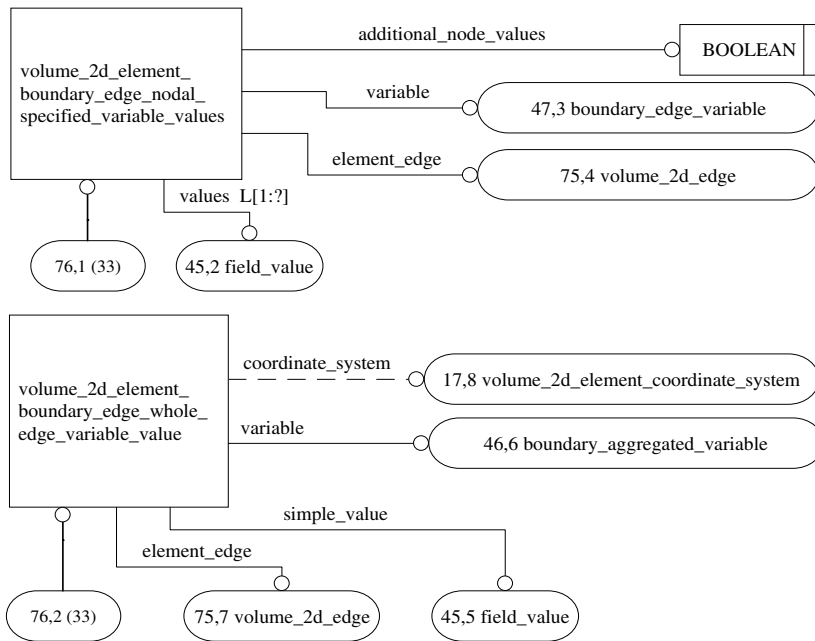 additional_node_values
BOOLEAN
volume_2d_element_
boundary_edge_nodal_
specified_variable_values
variable
47,3 boundary_edge_variable
element_edge
75,4 volume_2d_edge
values L[1:?]
76,1 (33)
45,2 field_value
coordinate_system
17,8 volume_2d_element_coordinate_system
volume_2d_element_
boundary_edge_whole_
edge_variable_value
variable
46,6 boundary_aggregated_variable
simple_value
element_edge
76,2 (33)
75,7 volume_2d_edge
45,5 field_value